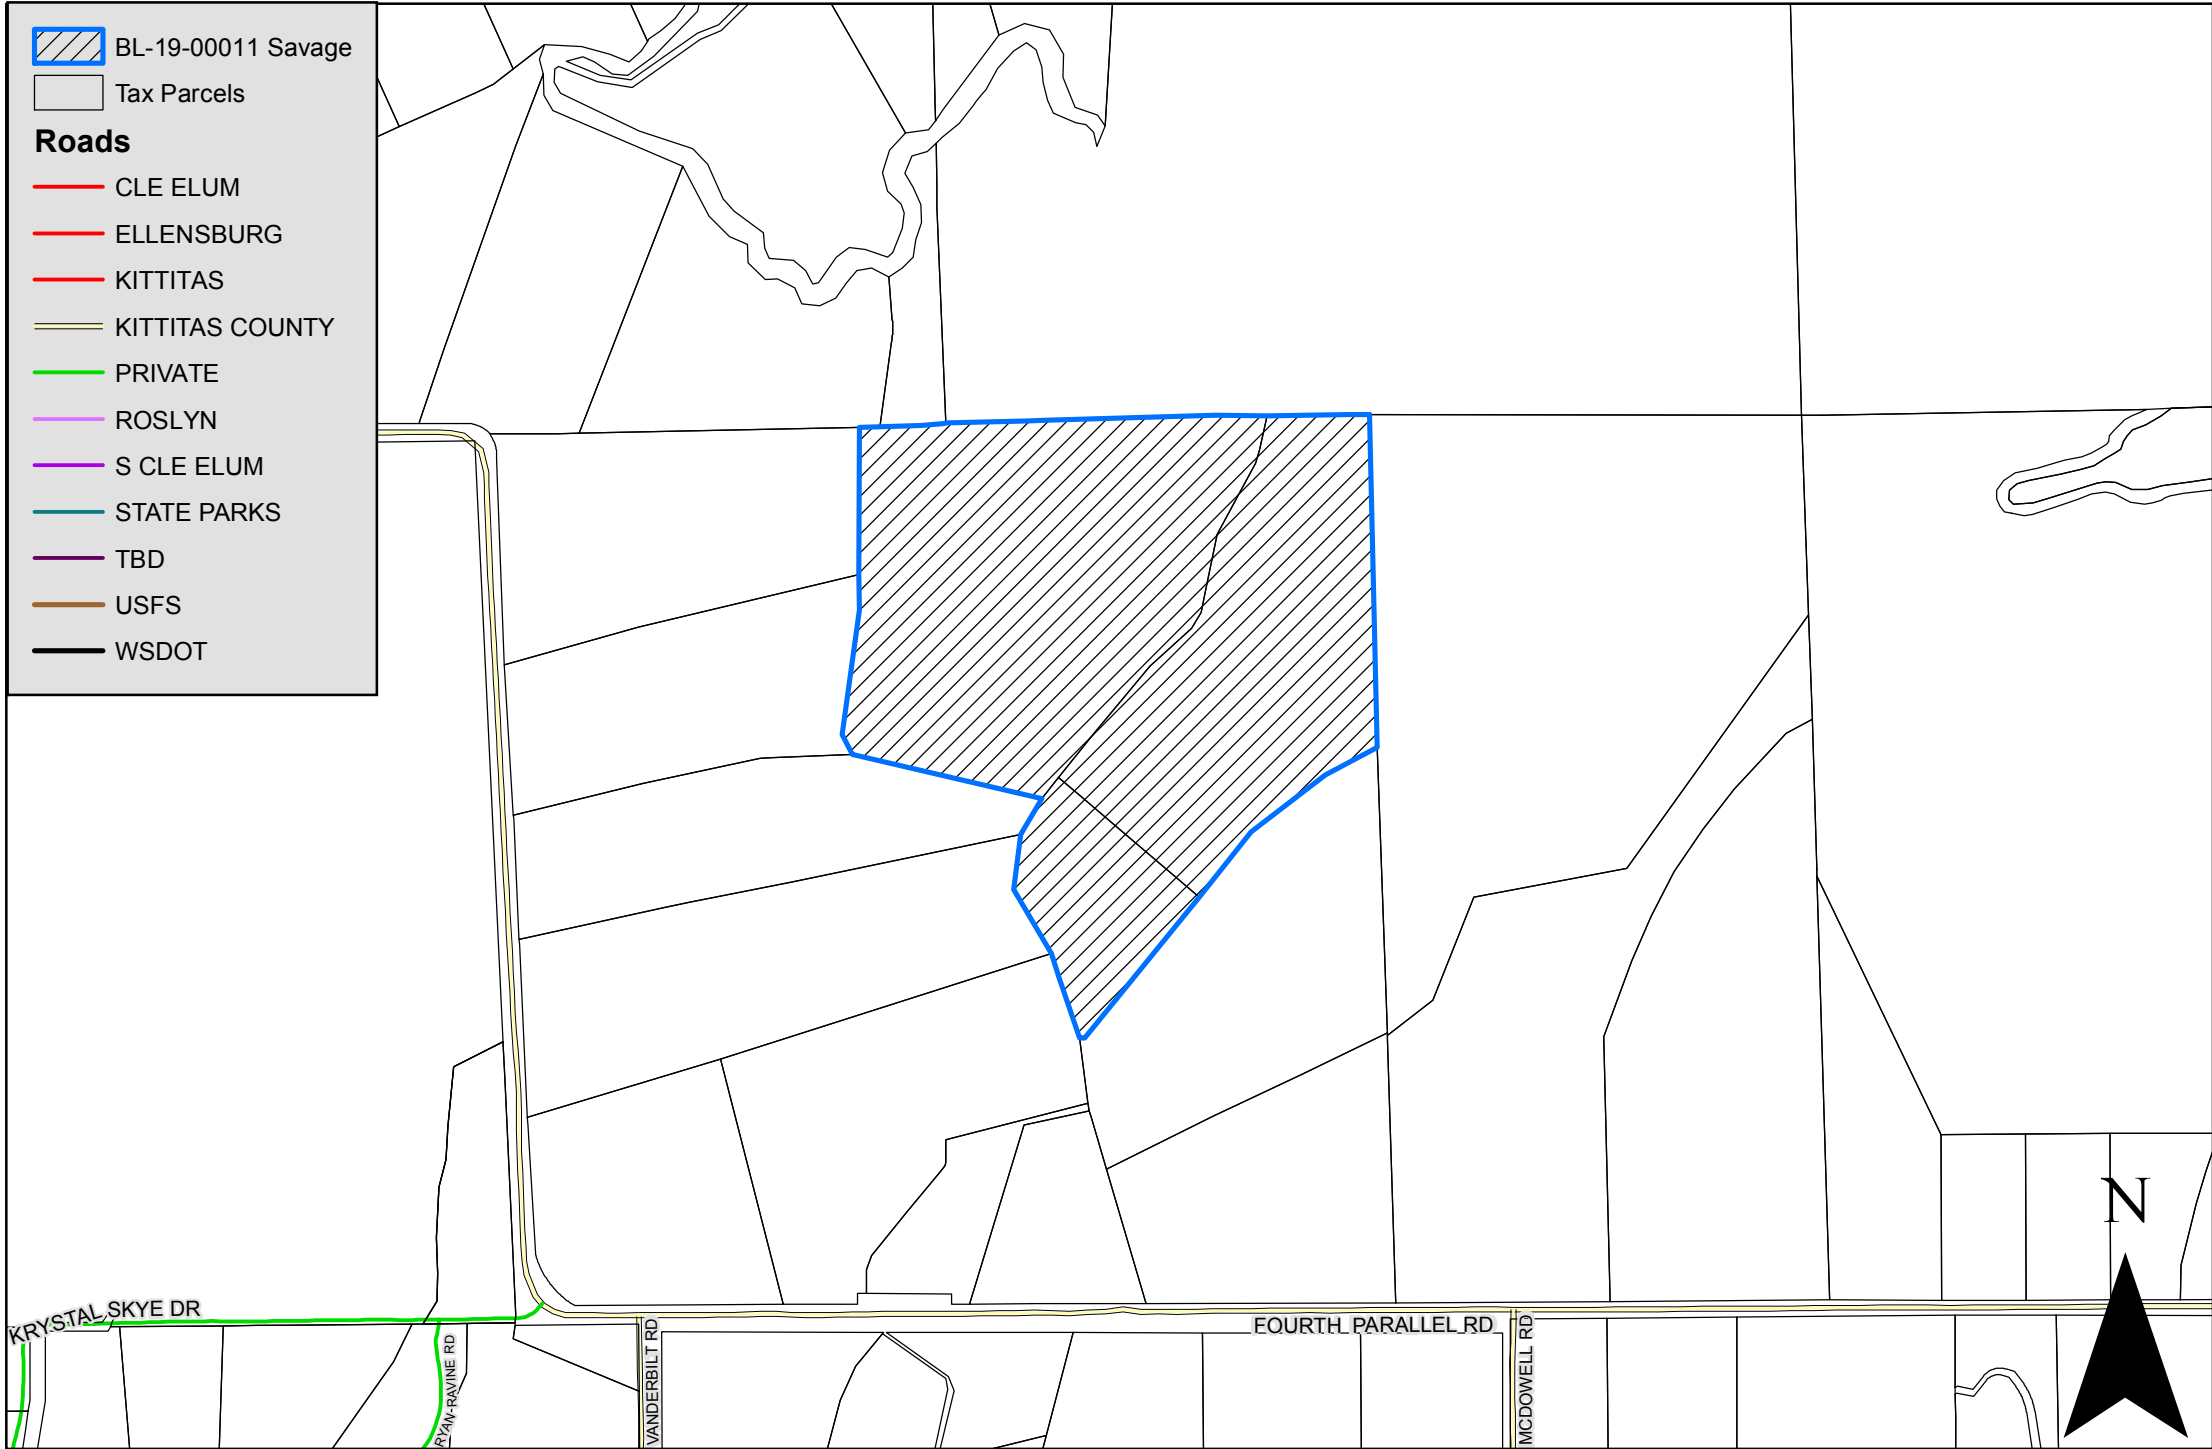 BL-19-00011 Savage
Tax Parcels
Roads
CLE ELUM
ELLENSBURG
KITTITAS
KITTITAS COUNTY
PRIVATE
ROSLYN
S CLE ELUM
STATE PARKS
TBD
USFS
WSDOT
N
KRYSTAL SKYE DR
RYAN-RAVINE RD
VANDERBILT RD
FOURTH PARALLEL RD
MCDOWELL RD